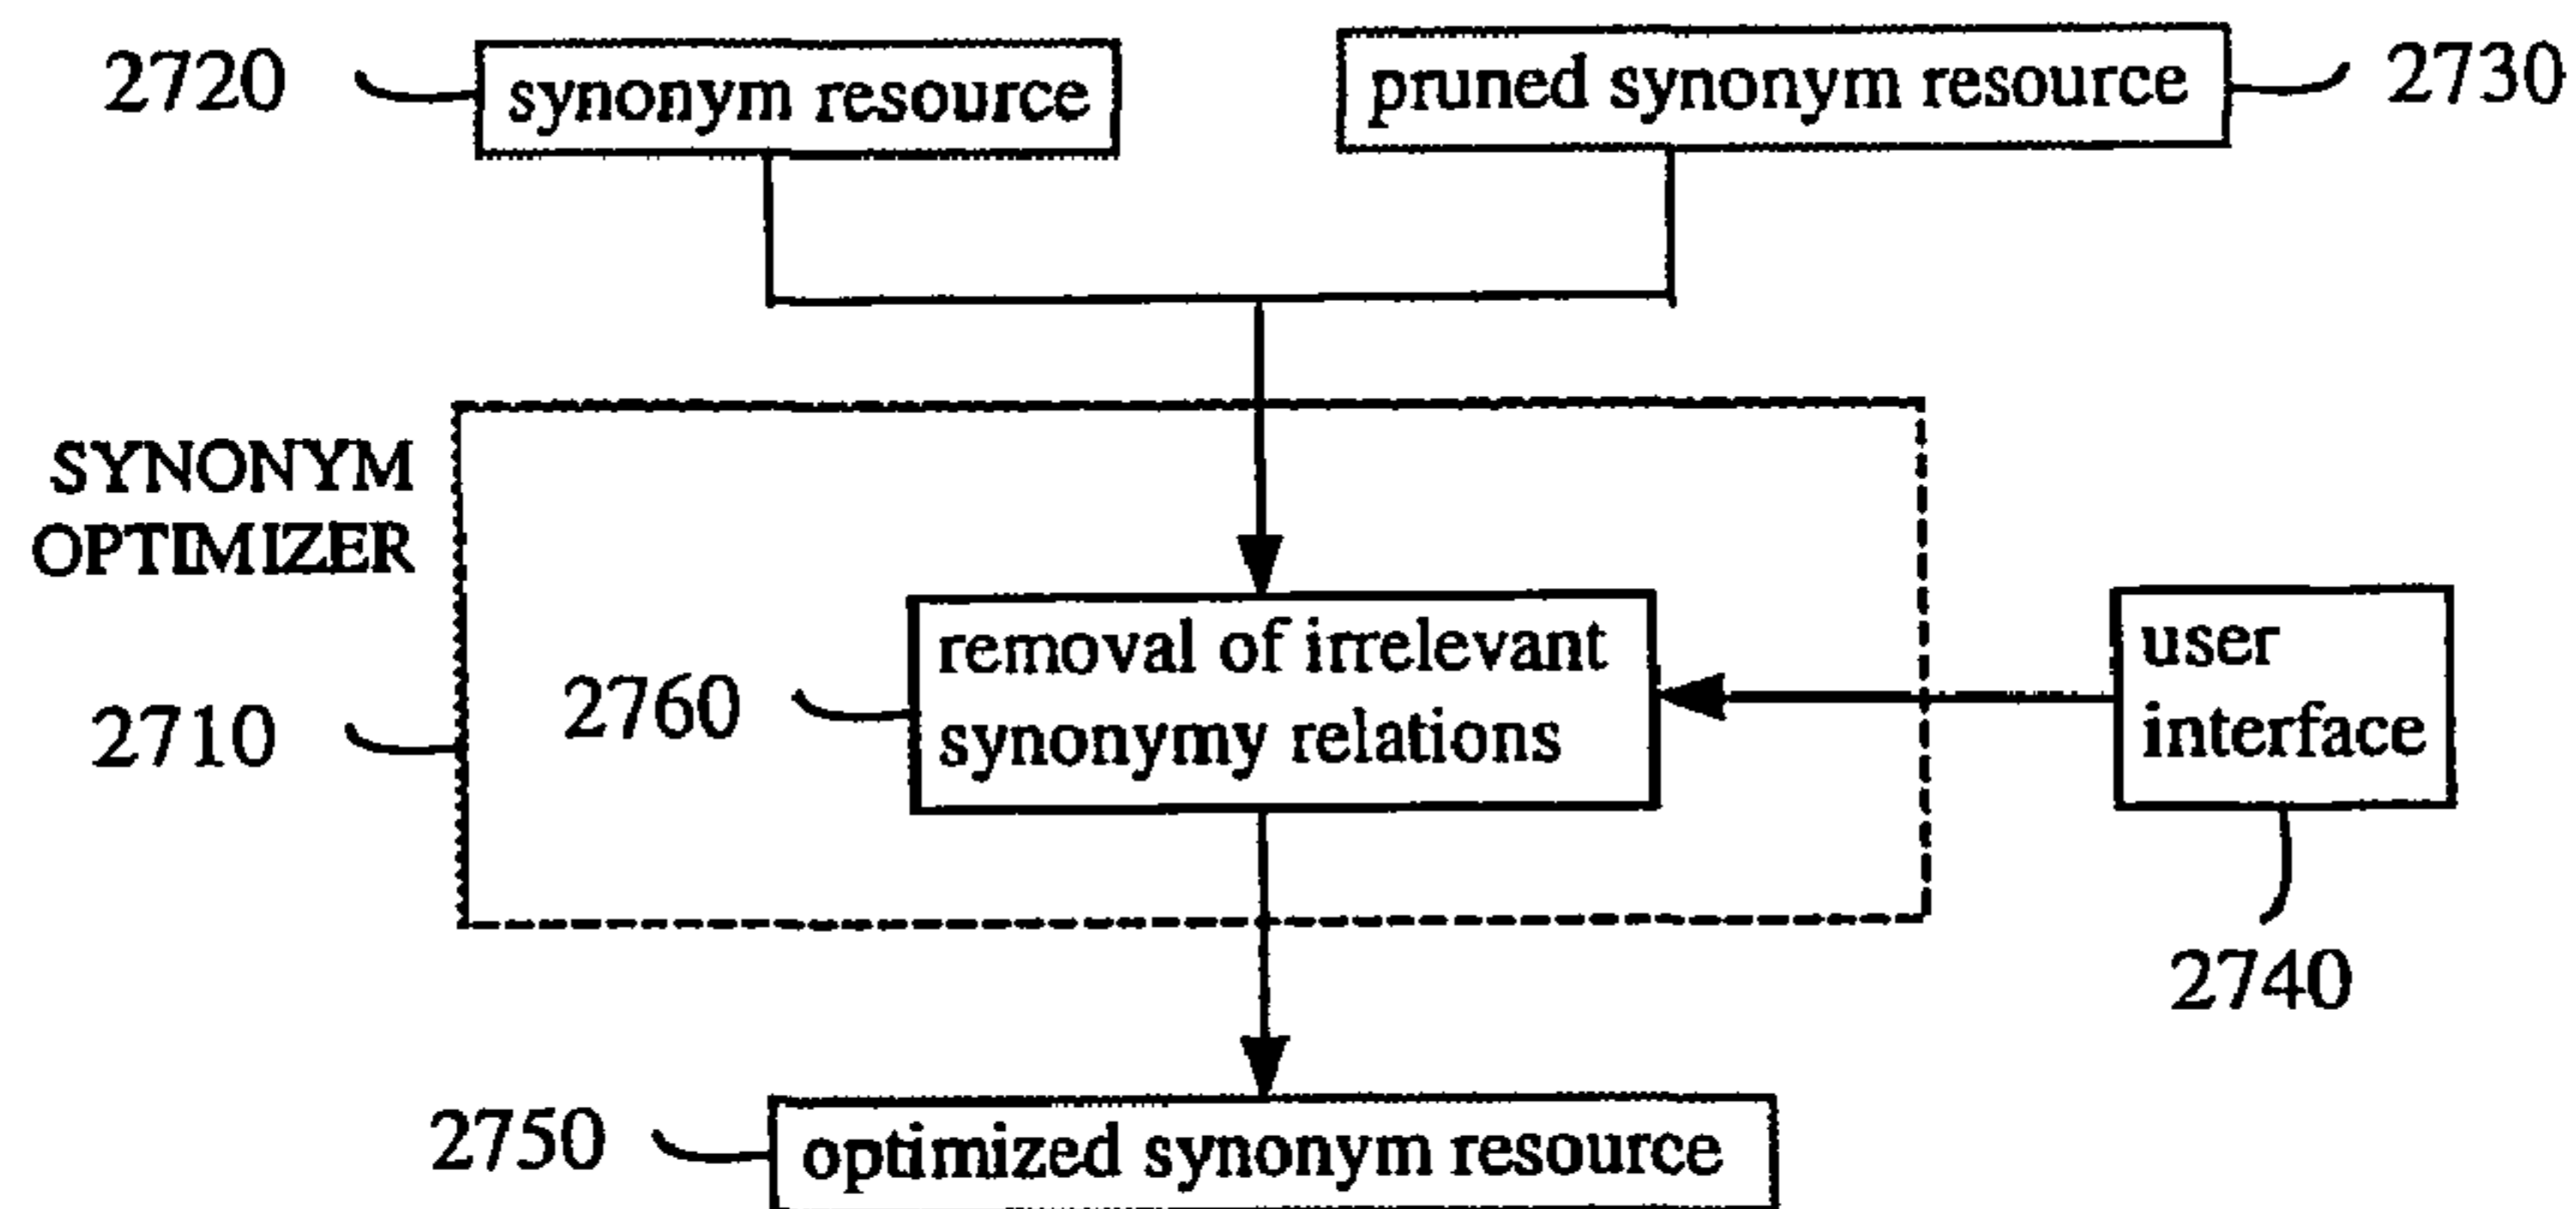 2720
synonym resource
pruned synonym resource
2730
SYNONYM
OPTIMIZER
2710
2760
removal of irrelevant
synonymy relations
user
interface
2740
2750
optimized synonym resource